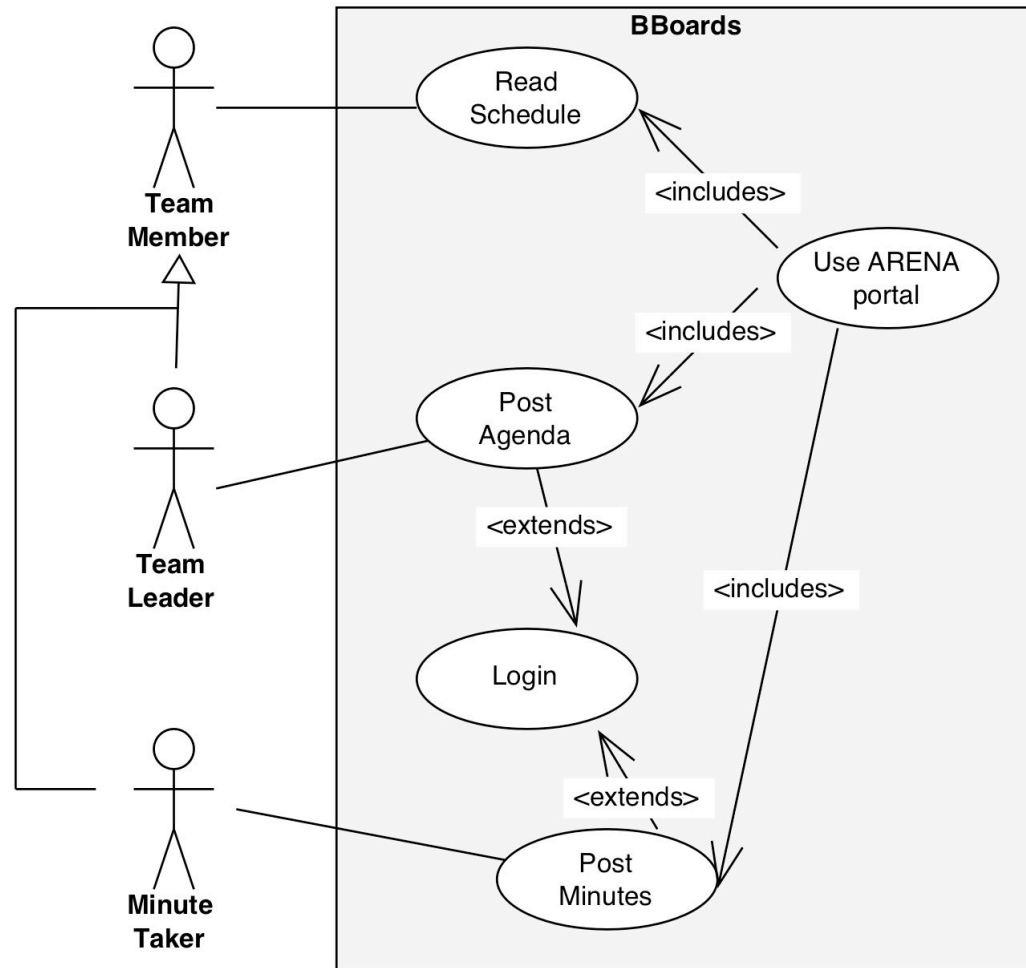 BBoards
Read
Schedule
Team
Member
<includes>
Use ARENA
portal
<includes>
Post
Agenda
<extends>
Team
Leader
<includes>
Login
<extends>
Post
Minutes
Minute
Taker